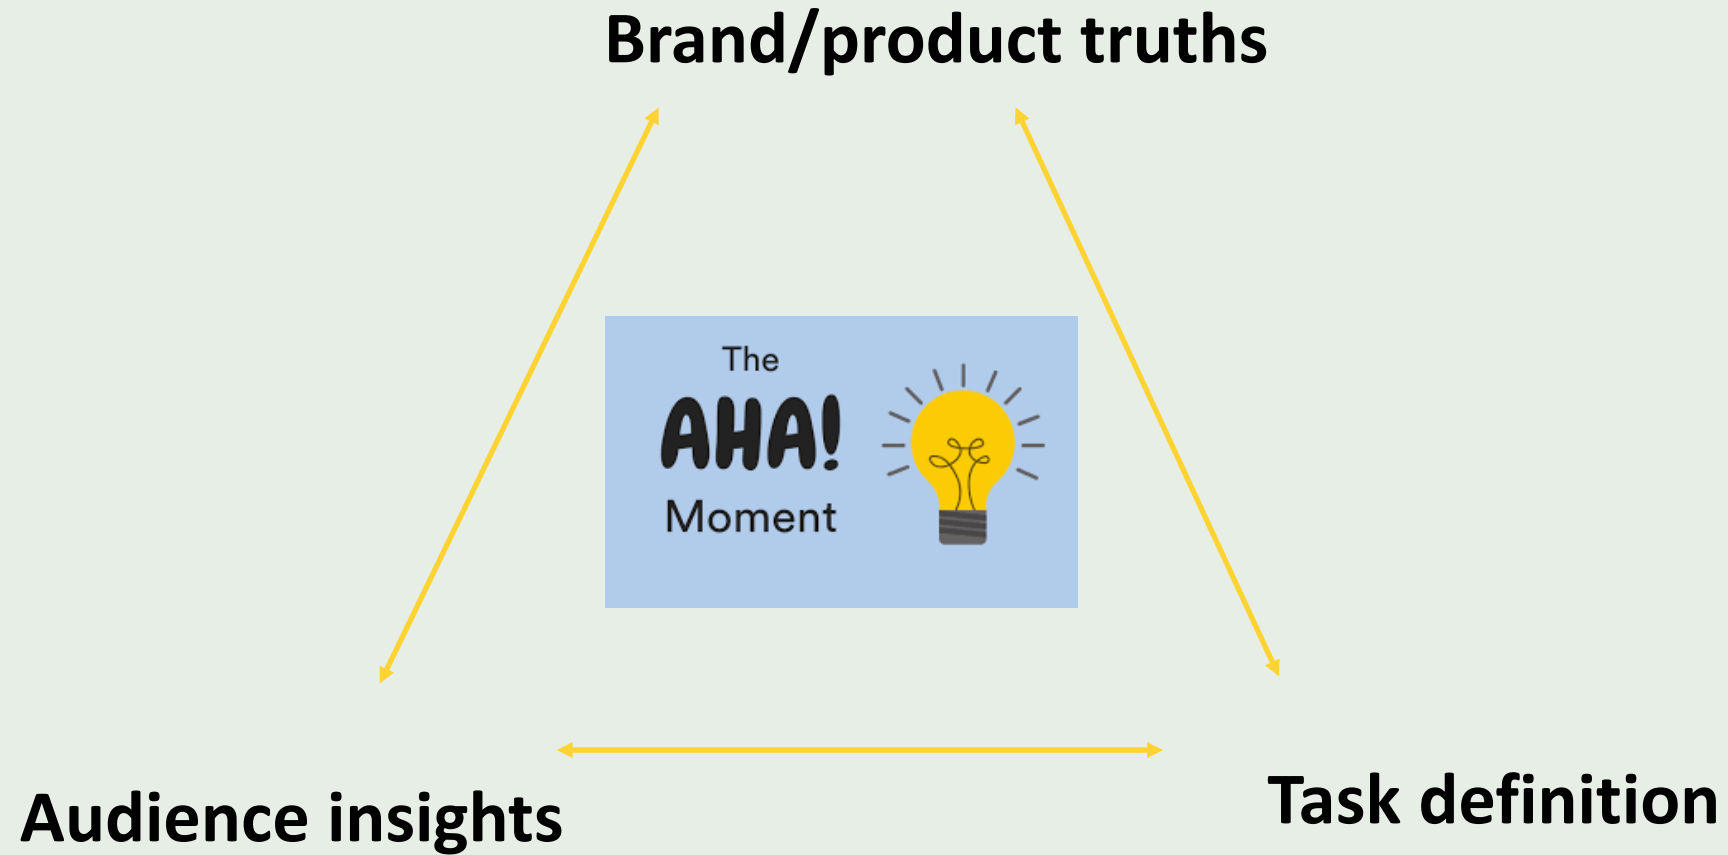 Brand/product truths
The
AHA!
Moment
Audience insights
Task definition